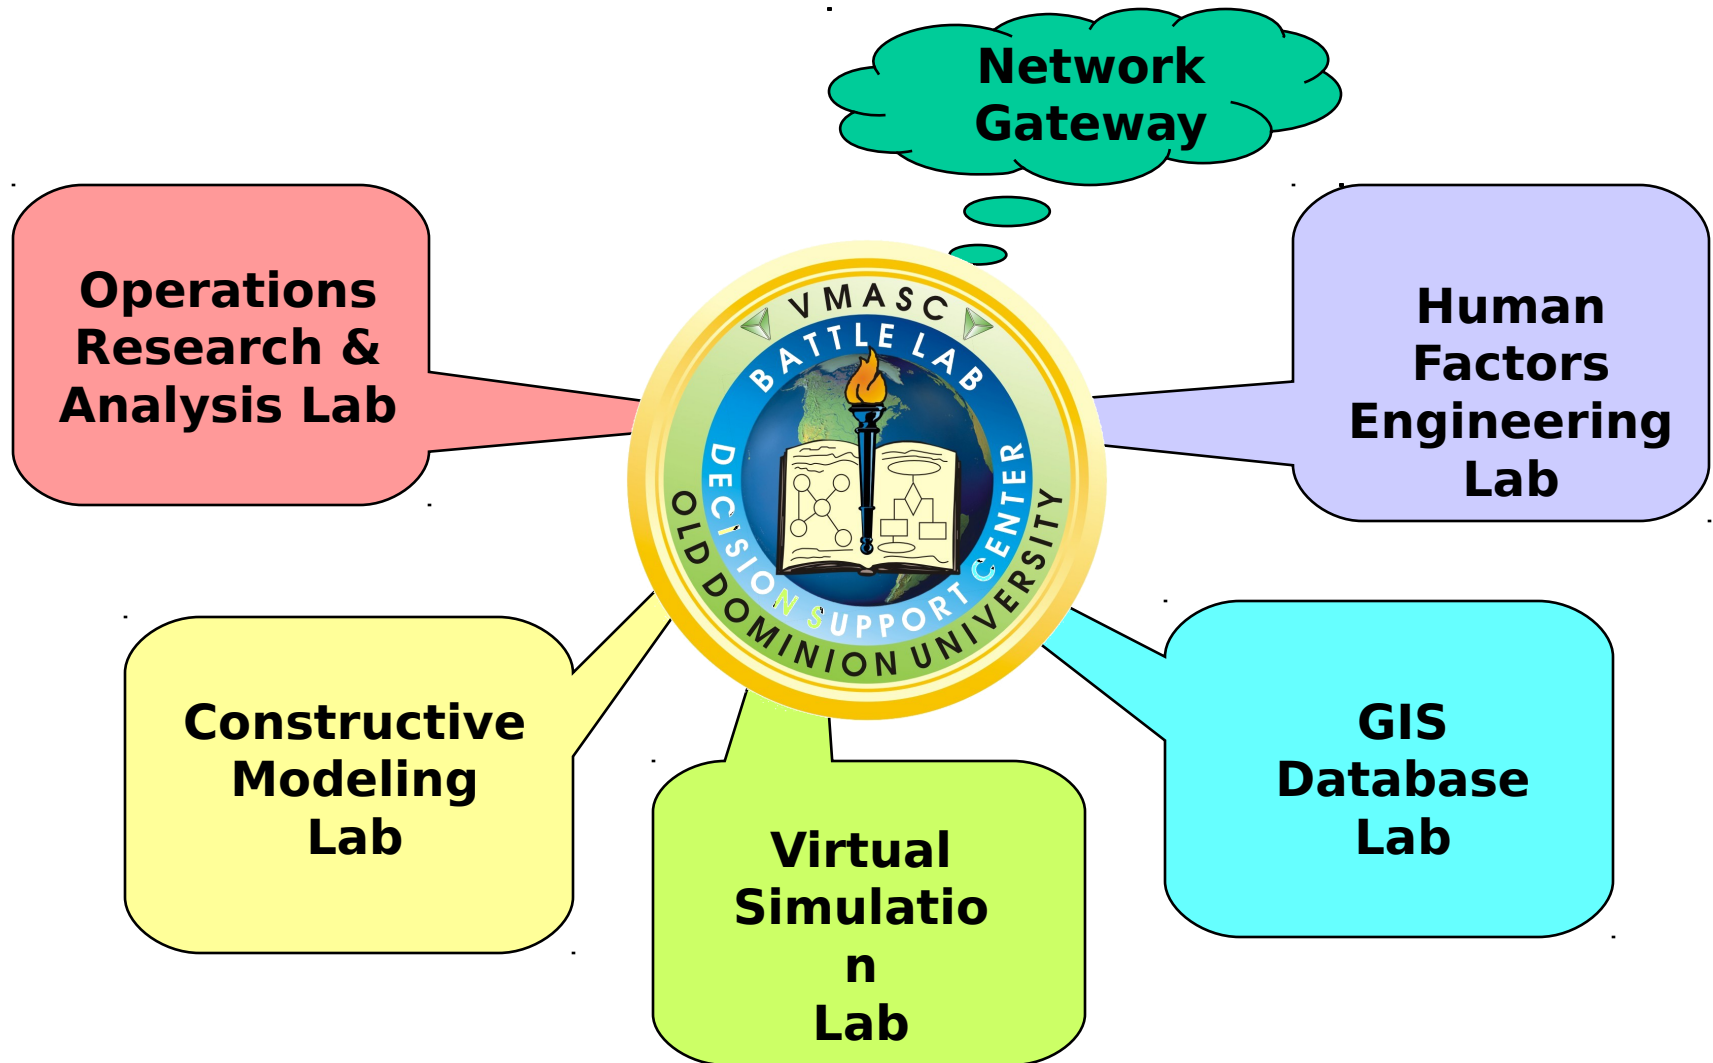 Network
Gateway
Operations
Research &
Analysis Lab
Human
Factors
Engineering
Lab
VMASC
BATTLE LAB
DECISION SUPPORT CENTER
OLD DOMINION UNIVERSITY
Constructive
Modeling
Lab
Virtual
Simulatio
n
Lab
GIS
Database
Lab